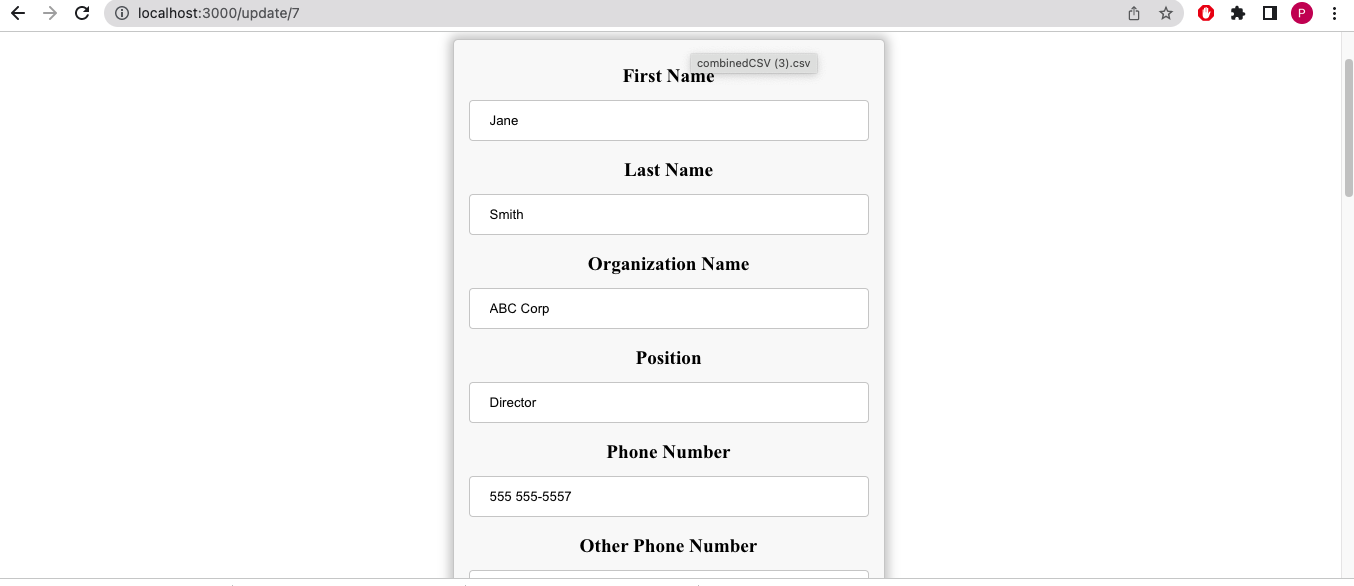 localhost:3000/update/7
P
combinedCSV (3).csv
First Name
Jane
Last Name
Smith
Organization Name
ABC Corp
Position
Director
Phone Number
555 555-5557
Other Phone Number